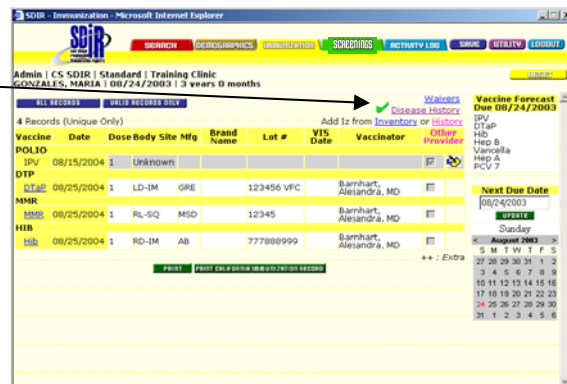 SDIR - Immunization - Microsoft Internet Explorer
SDIR
SEARCH DEMOGRAPHICS IMMUNIZATION SCREENINGS ACTIVITY LOG SAVE UTILITY LOGOUT
Admin | CS SDIR | Standard | Training Clinic
GONZALES, MARIA | 08/24/2003 | 3 years 0 months
ALL RECORDS VALID RECORDS ONLY
Waivers
Disease History
4 Records (Unique Only) Add Iz from Inventory or History
Vaccine Date Dose Body Site Mfg Brand Name Lot # VIS Date Vaccinator Other Provider
POLIO
IPV 08/15/2004 1 Unknown
DTP
DTaP 08/25/2004 1 LD-IM GRE 123456 VFC Barnhart, Alesandra, MD
MMR
MMR 08/25/2004 1 RL-SQ MSD 12345 Barnhart, Alesandra, MD
HIB
Hib 08/25/2004 1 RD-IM AB 777888999 Barnhart, Alesandra, MD
++ : Extra
PRINT PRINT CALIFORNIA IMMUNIZATION RECORD
Vaccine Forecast
Due 08/24/2003
IPV
DTaP
Hib
Hep B
Varicella
Hep A
PCV 7
Next Due Date
08/24/2003
UPDATE
Sunday
< August 2003 >
S M T W T F S
27 28 29 30 31 1 2
3 4 5 6 7 8 9
10 11 12 13 14 15 16
17 18 19 20 21 22 23
24 25 26 27 28 29 30
31 1 2 3 4 5 6